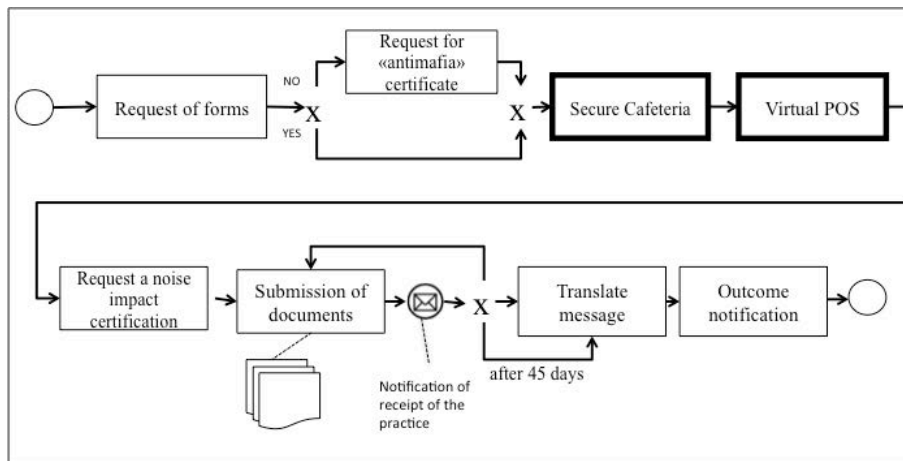 Request for
«antimafia»
certificate
NO
Request of forms
X
X
Secure Cafeteria
Virtual POS
YES
Request a noise
impact
certification
Submission of
documents
X
Translate
message
Outcome
notification
after 45 days
Notification of
receipt of the
practice